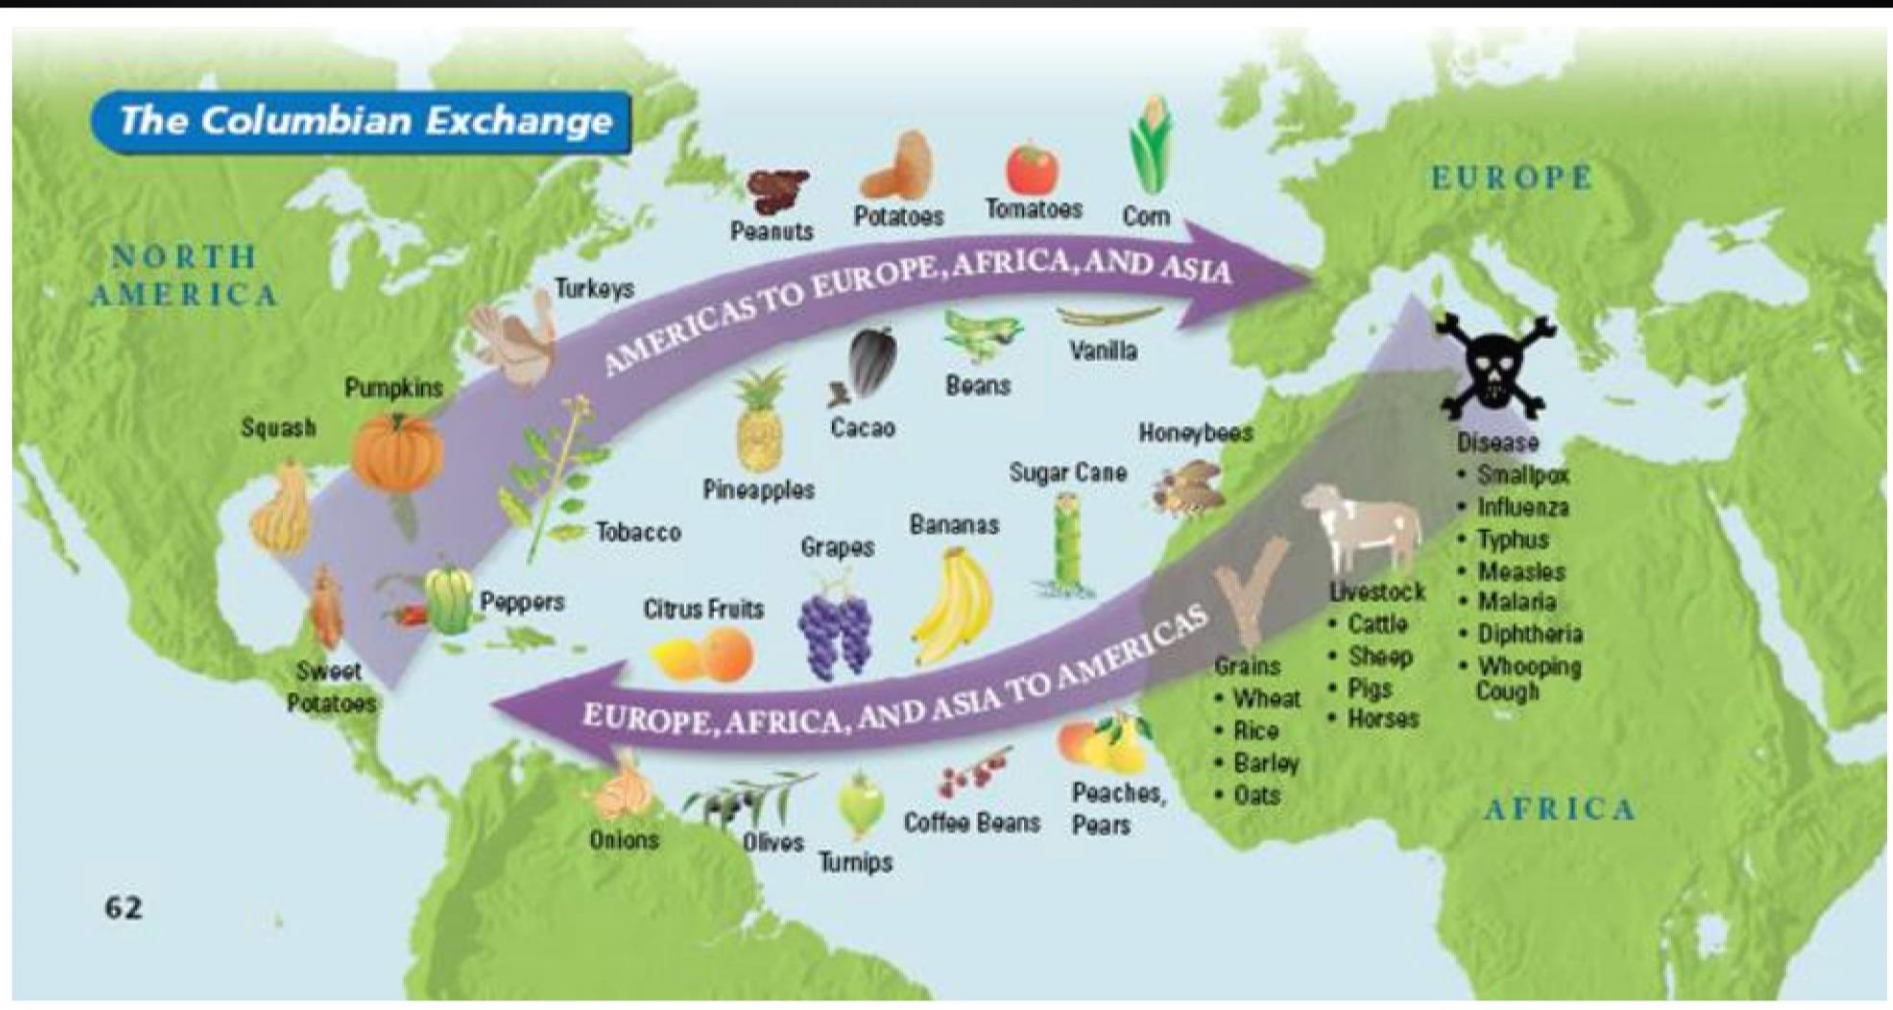 The Columbian Exchange
NORTH
AMERICA
EUROPE
AFRICA
Peanuts
Potatoes
Tomatoes
Corn
AMERICAS TO EUROPE, AFRICA, AND ASIA
Turkeys
Pumpkins
Squash
Tobacco
Peppers
Sweet
Potatoes
Pineapples
Cacao
Beans
Vanilla
Honeybees
Sugar Cane
Bananas
Grapes
Citrus Fruits
EUROPE, AFRICA, AND ASIA TO AMERICAS
Onions
Olives
Turnips
Coffee Beans
Peaches,
Pears
Grains
• Wheat
• Rice
• Barley
• Oats
Livestock
• Cattle
• Sheep
• Pigs
• Horses
Disease
• Smallpox
• Influenza
• Typhus
• Measles
• Malaria
• Diphtheria
• Whooping
Cough
62